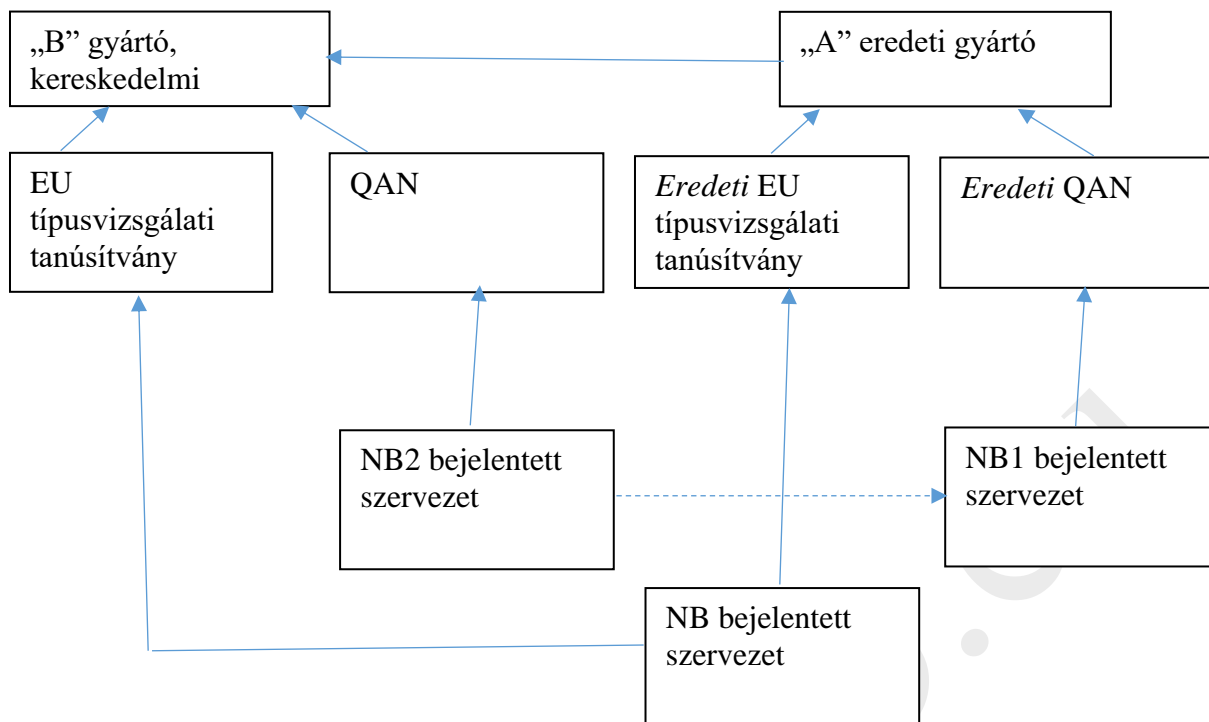 „B” gyártó,
kereskedelmi
„A” eredeti gyártó
EU
típusvizsgálati
tanúsítvány
QAN
Eredeti EU
típusvizsgálati
tanúsítvány
Eredeti QAN
NB2 bejelentett
szervezet
NB1 bejelentett
szervezet
NB bejelentett
szervezet